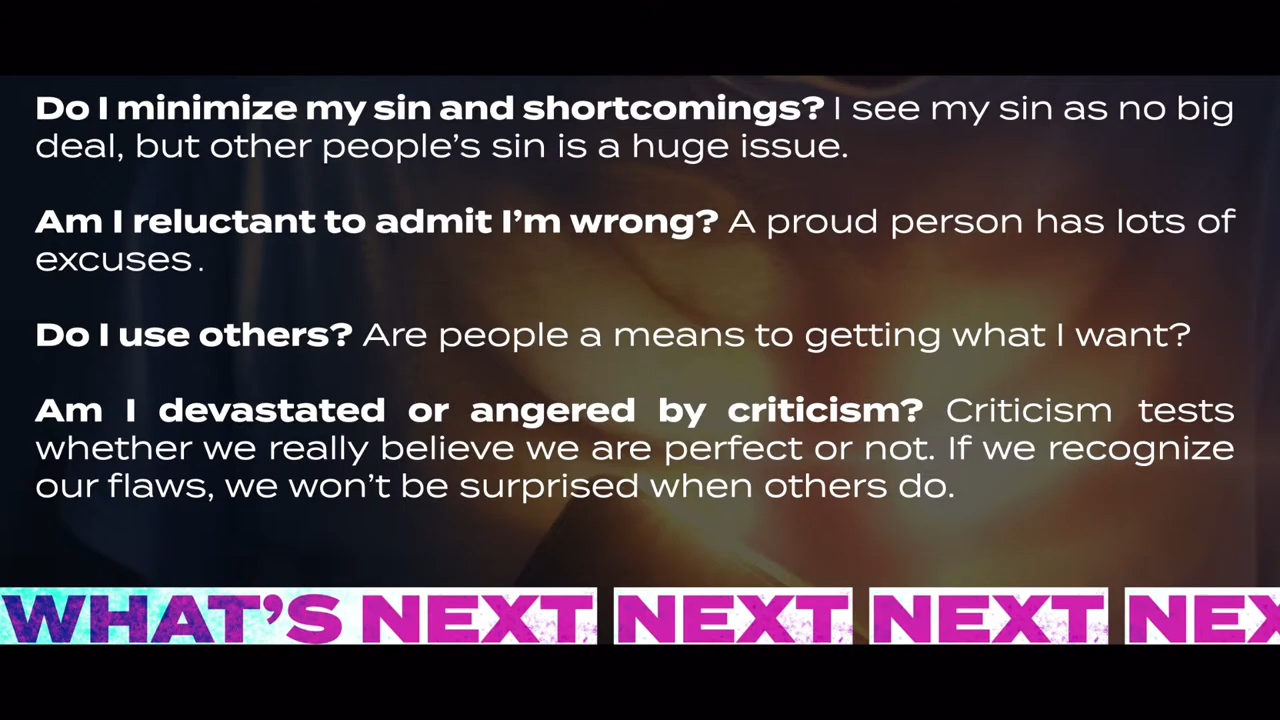 Do I minimize my sin and shortcomings? I see my sin as no big
deal, but other people’s sin is a huge issue.
Am I reluctant to admit I’m wrong? A proud person has lots of
excuses.
Do I use others? Are people a means to getting what I want?
Am I devastated or angered by criticism? Criticism tests
whether we really believe we are perfect or not. If we recognize
our flaws, we won’t be surprised when others do.
WHAT’S NEXT NEXT NEXT NEX